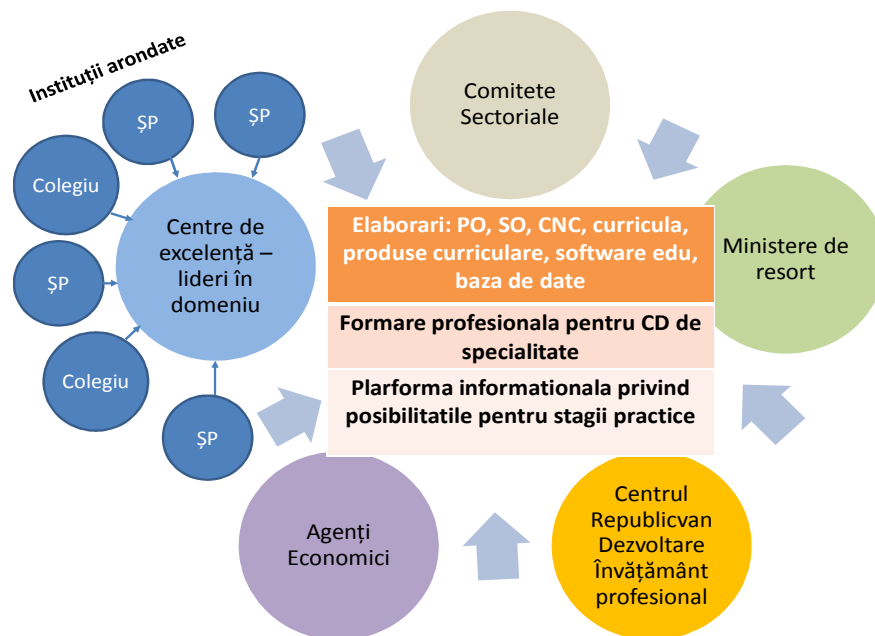 Instituții arondate
ȘP
ȘP
Colegiu
ȘP
Colegiu
ȘP
Centre de
excelență –
lideri în
domeniu
Comitete
Sectoriale
Ministere de
resort
Elaborari: PO, SO, CNC, curricula,
produse curriculare, software edu,
baza de date
Formare profesionala pentru CD de
specialitate
Plarforma informationala privind
posibilitatile pentru stagii practice
Agenți
Economici
Centrul
Republicvan
Dezvoltare
Învățământ
profesional